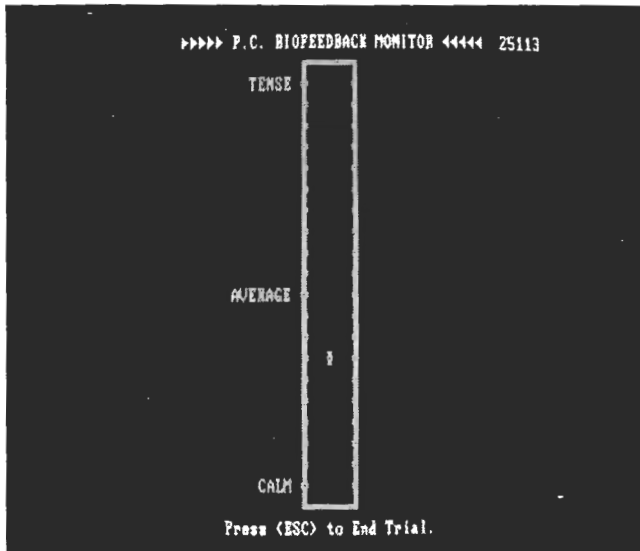 ►►►►► P.C. BIOFEEDBACK MONITOR ◄◄◄◄◄ 25113
TENSE
AVERAGE
CALM
Press <ESC> to End Trial.